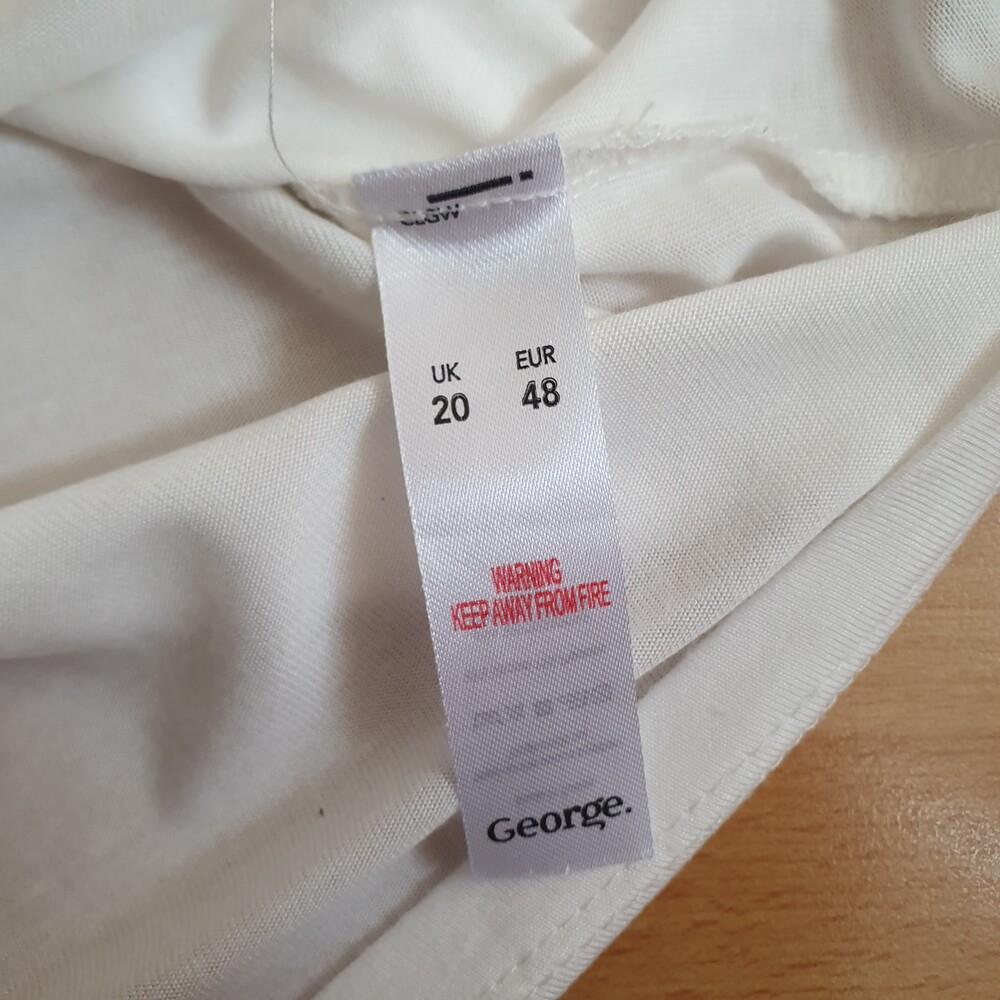 UK EUR
20 48
WARNING
KEEP AWAY FROM FIRE
George.